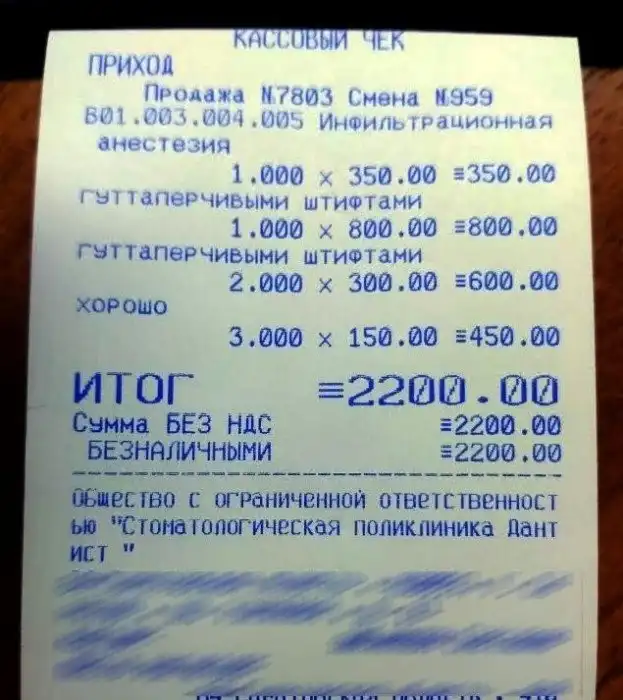 КАССОВЫЙ ЧЕК
ПРИХОД
Продажа №7803 Смена №959
B01.003.004.005 Инфильтрационная
анестезия
1.000 x 350.00 ≡350.00
гуттаперчивыми штифтами
1.000 x 800.00 ≡800.00
гуттаперчивыми штифтами
2.000 x 300.00 ≡600.00
хорошо
3.000 x 150.00 ≡450.00
ИТОГ ≡2200.00
Сумма БЕЗ НДС ≡2200.00
БЕЗНАЛИЧНЫМИ ≡2200.00
ОБЩЕСТВО С ОГРАНИЧЕННОЙ ОТВЕТСТВЕННОСТ
ЬЮ "СТОМАТОЛОГИЧЕСКАЯ ПОЛИКЛИНИКА ДАНТ
ИСТ "